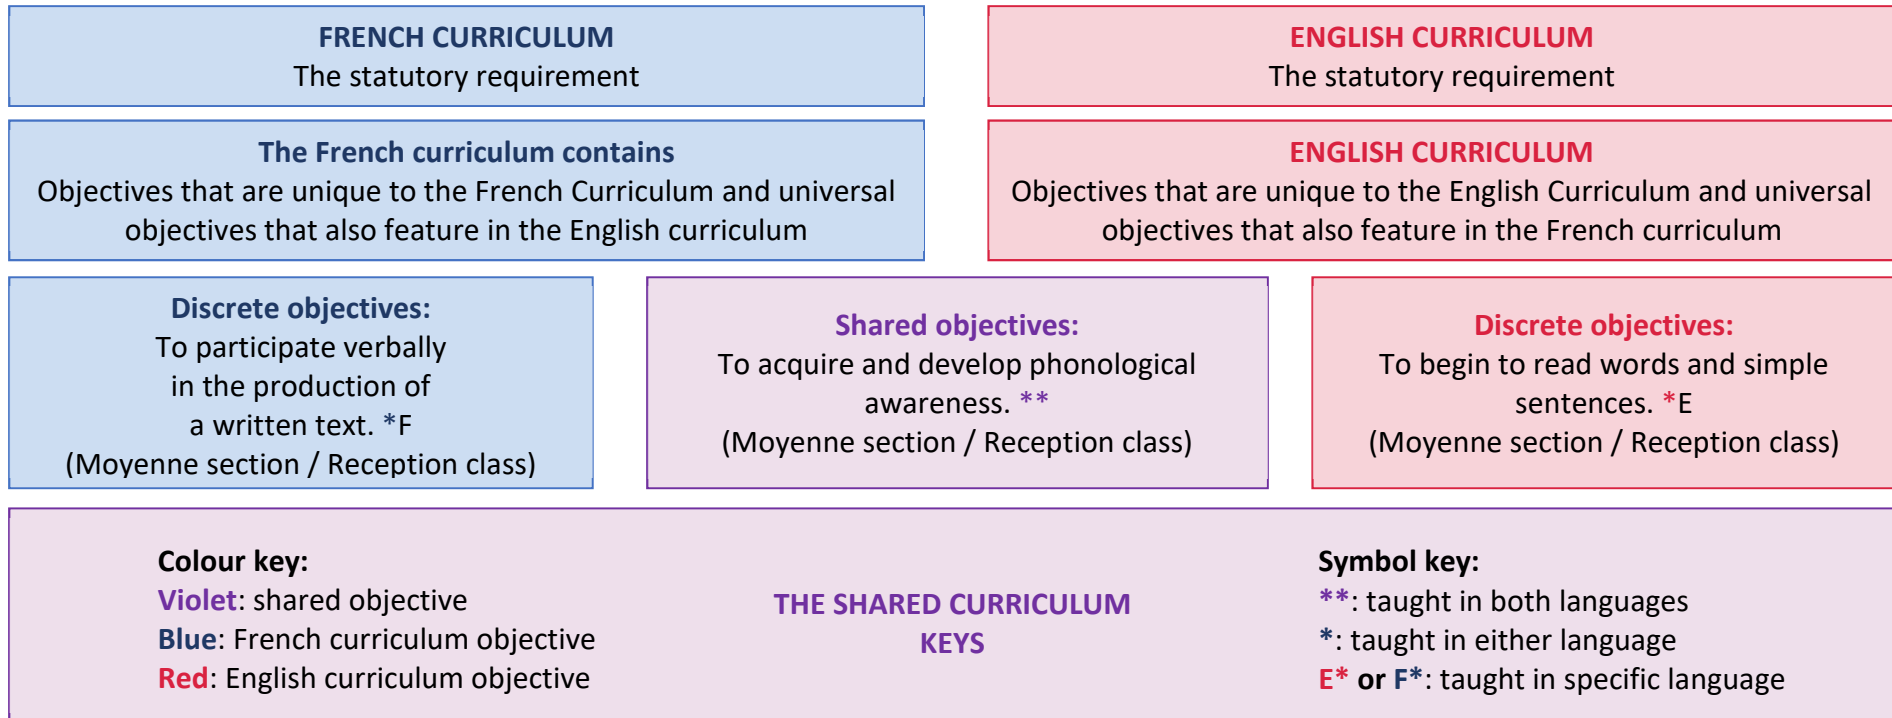 FRENCH CURRICULUM
The statutory requirement
ENGLISH CURRICULUM
The statutory requirement
The French curriculum contains
Objectives that are unique to the French Curriculum and universal
objectives that also feature in the English curriculum
ENGLISH CURRICULUM
Objectives that are unique to the English Curriculum and universal
objectives that also feature in the French curriculum
Discrete objectives:
To participate verbally
in the production of
a written text. *F
(Moyenne section / Reception class)
Shared objectives:
To acquire and develop phonological
awareness. **
(Moyenne section / Reception class)
Discrete objectives:
To begin to read words and simple
sentences. *E
(Moyenne section / Reception class)
Colour key:
Violet: shared objective
Blue: French curriculum objective
Red: English curriculum objective
THE SHARED CURRICULUM
KEYS
Symbol key:
**: taught in both languages
*: taught in either language
E* or F*: taught in specific language